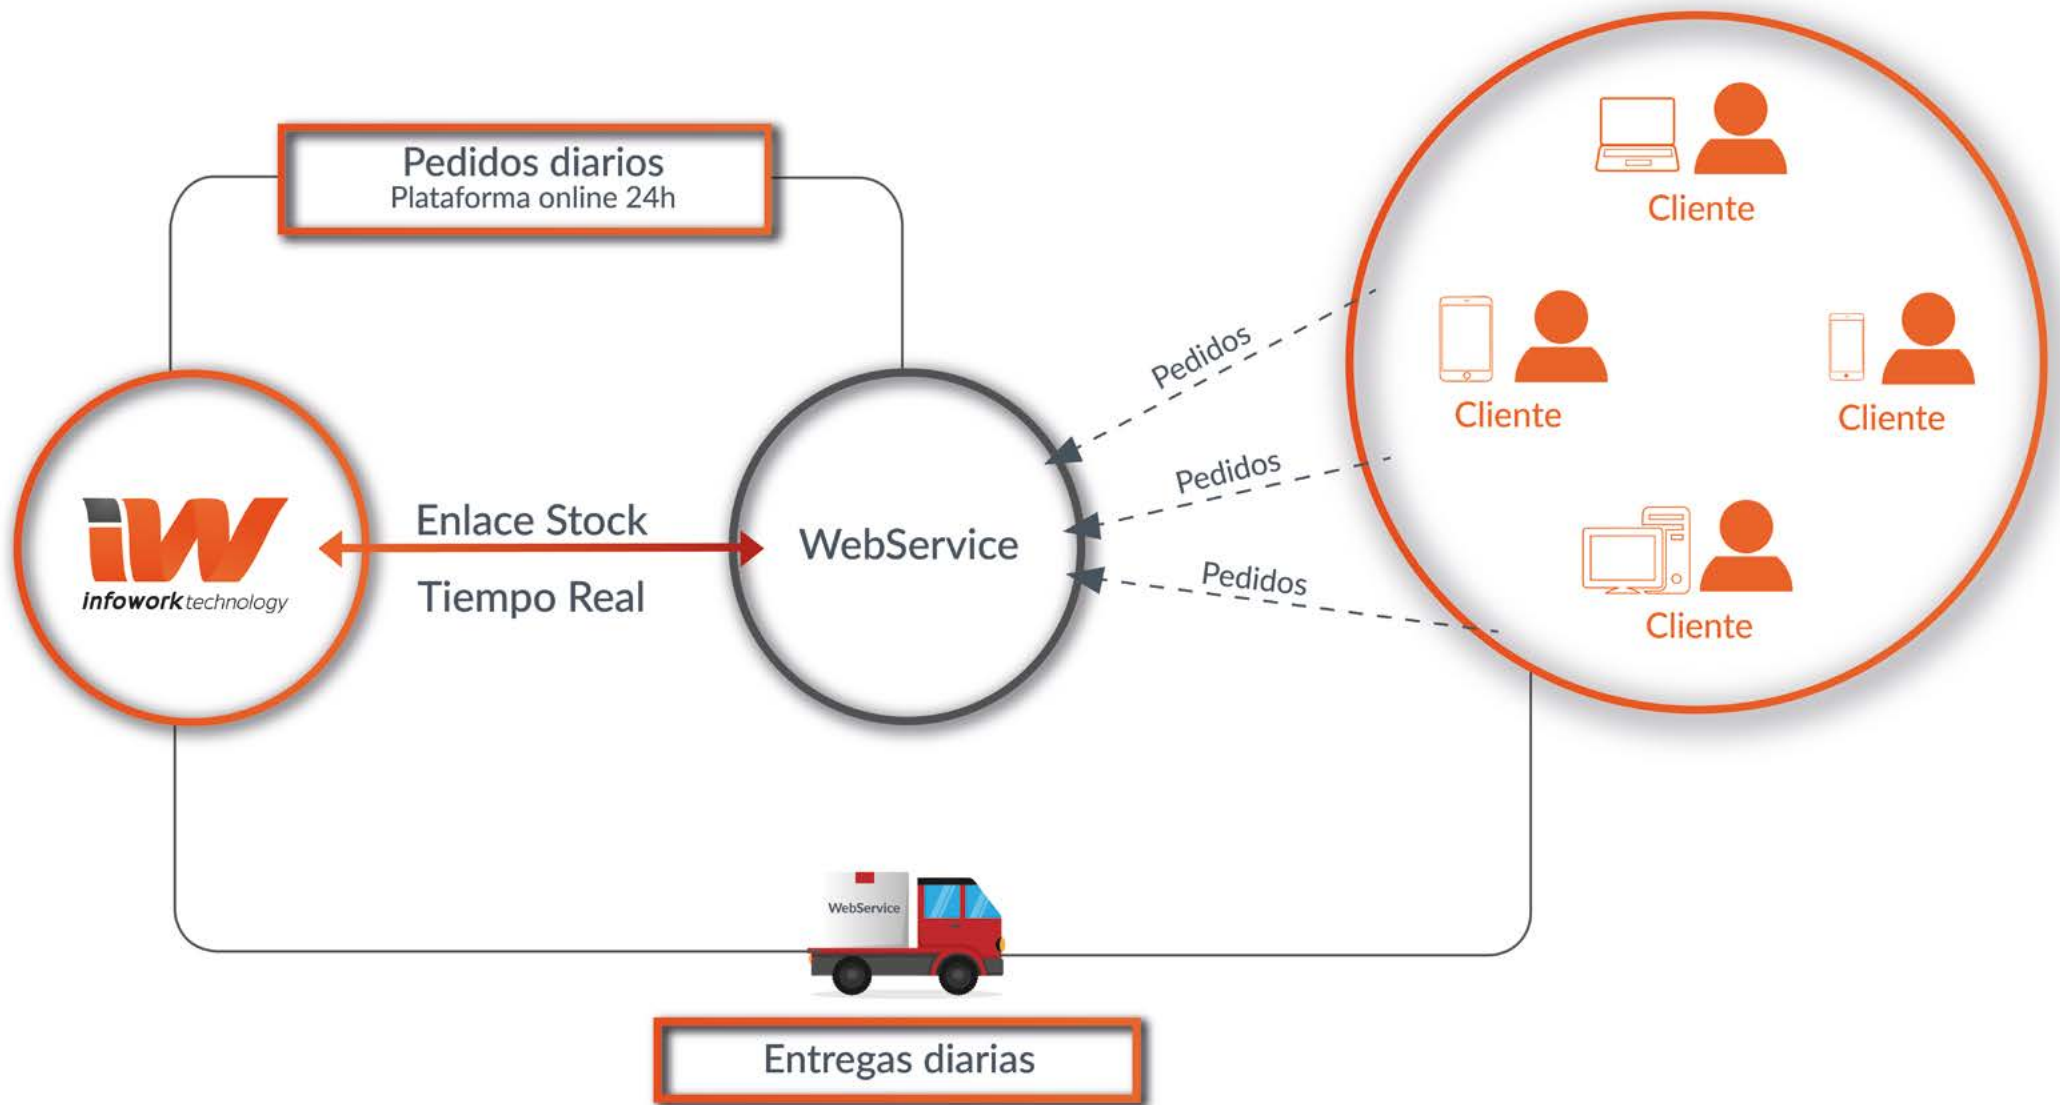 Pedidos diarios
Plataforma online 24h
Cliente
Pedidos
Cliente
Cliente
Pedidos
Enlace Stock
WebService
Tiempo Real
iw
infowork technology
Pedidos
Cliente
WebService
Entregas diarias